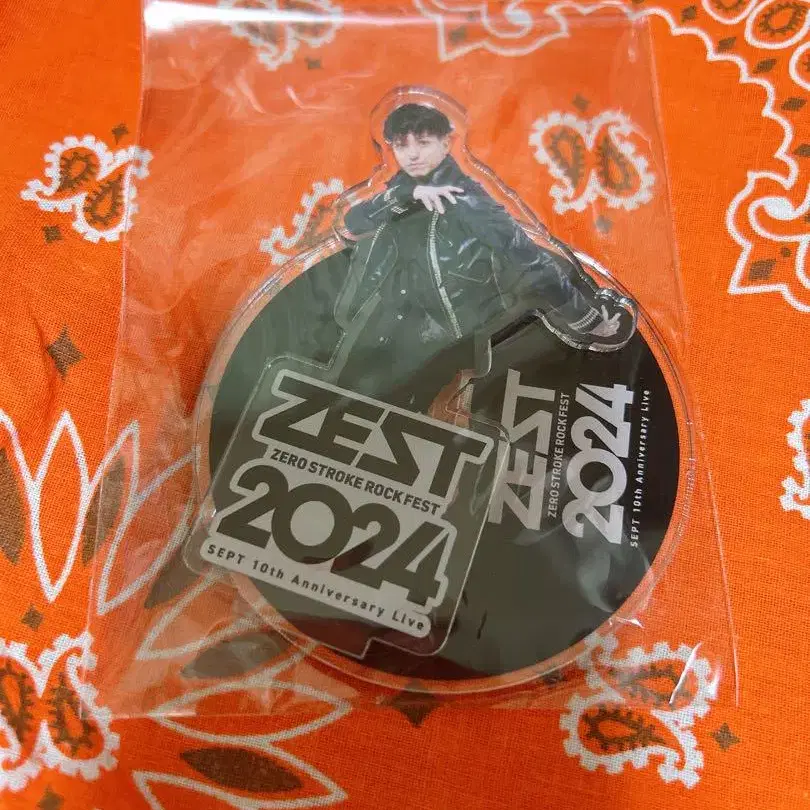 ZEST
ZERO STROKE ROCK FEST
2024
SEPT 10th Anniversary Live
ZEST
ZERO STROKE ROCK FEST
2024
SEPT 10th Anniversary Live